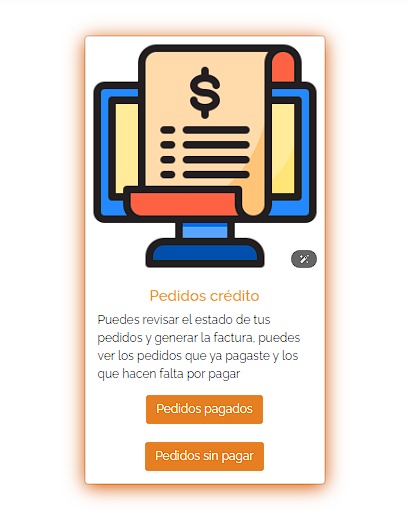 $
Pedidos crédito
Puedes revisar el estado de tus
pedidos y generar la factura, puedes
ver los pedidos que ya pagaste y los
que hacen falta por pagar
Pedidos pagados
Pedidos sin pagar